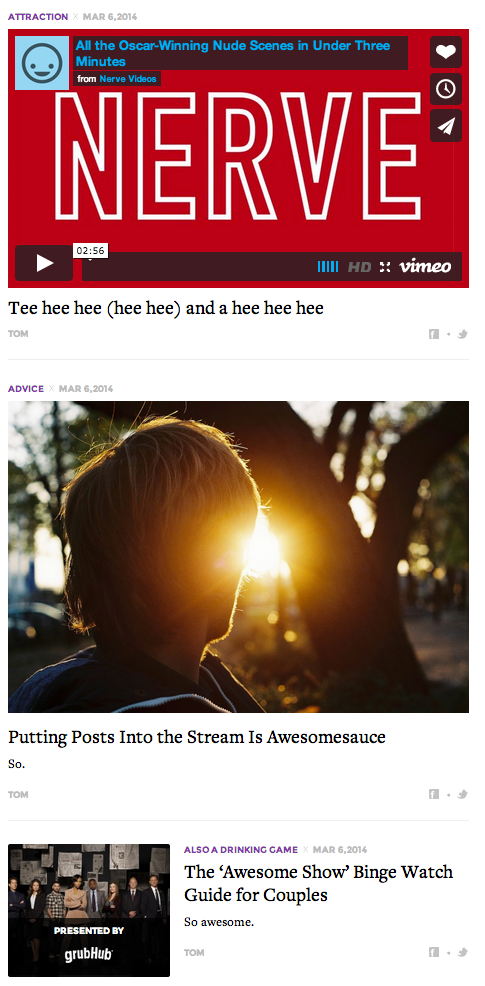 ATTRACTION X MAR 6,2014
All the Oscar-Winning Nude Scenes in Under Three
Minutes
from Nerve Videos
NERVE
02:56
HD vimeo
Tee hee hee (hee hee) and a hee hee hee
TOM
ADVICE X MAR 6,2014
Putting Posts Into the Stream Is Awesomesauce
So.
TOM
ALSO A DRINKING GAME X MAR 6,2014
The ‘Awesome Show’ Binge Watch
Guide for Couples
So awesome.
PRESENTED BY
grubHub
TOM